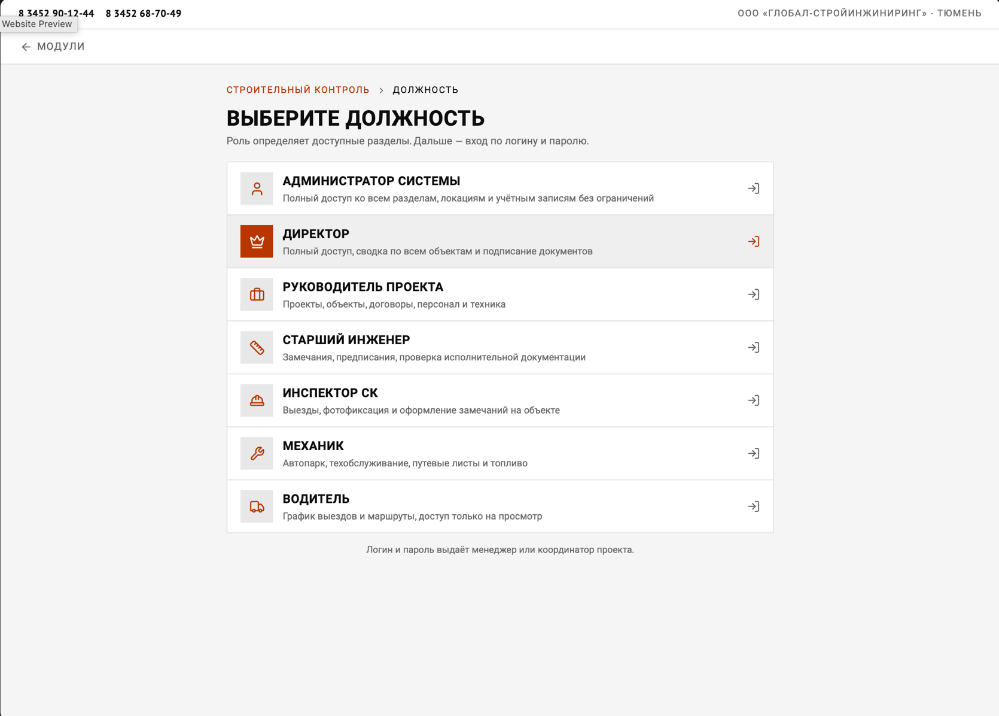 8 3452 90-12-44 8 3452 68-70-49
ООО «ГЛОБАЛ-СТРОЙИНЖИНИРИНГ» · ТЮМЕНЬ
Website Preview
МОДУЛИ
СТРОИТЕЛЬНЫЙ КОНТРОЛЬ > ДОЛЖНОСТЬ
ВЫБЕРИТЕ ДОЛЖНОСТЬ
Роль определяет доступные разделы. Дальше — вход по логину и паролю.
АДМИНИСТРАТОР СИСТЕМЫ
Полный доступ ко всем разделам, локациям и учётным записям без ограничений
ДИРЕКТОР
Полный доступ, сводка по всем объектам и подписание документов
РУКОВОДИТЕЛЬ ПРОЕКТА
Проекты, объекты, договоры, персонал и техника
СТАРШИЙ ИНЖЕНЕР
Замечания, предписания, проверка исполнительной документации
ИНСПЕКТОР СК
Выезды, фотофиксация и оформление замечаний на объекте
МЕХАНИК
Автопарк, техобслуживание, путевые листы и топливо
ВОДИТЕЛЬ
График выездов и маршруты, доступ только на просмотр
Логин и пароль выдаёт менеджер или координатор проекта.